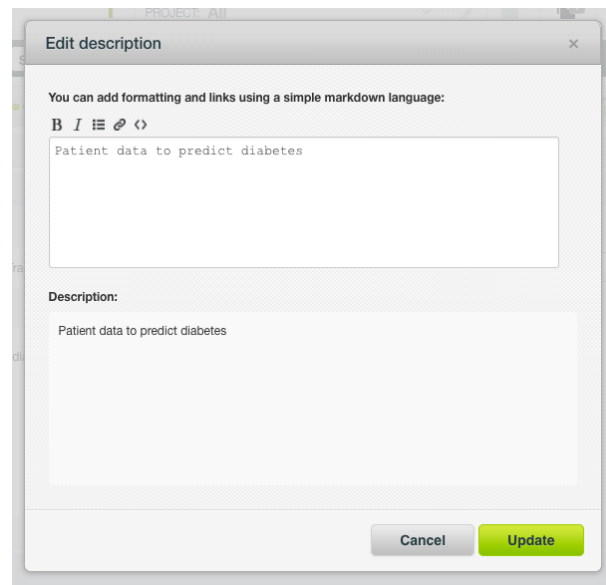 PROJECT: All
Edit description
×
You can add formatting and links using a simple markdown language:
B I
Patient data to predict diabetes
Description:
Patient data to predict diabetes
Cancel Update